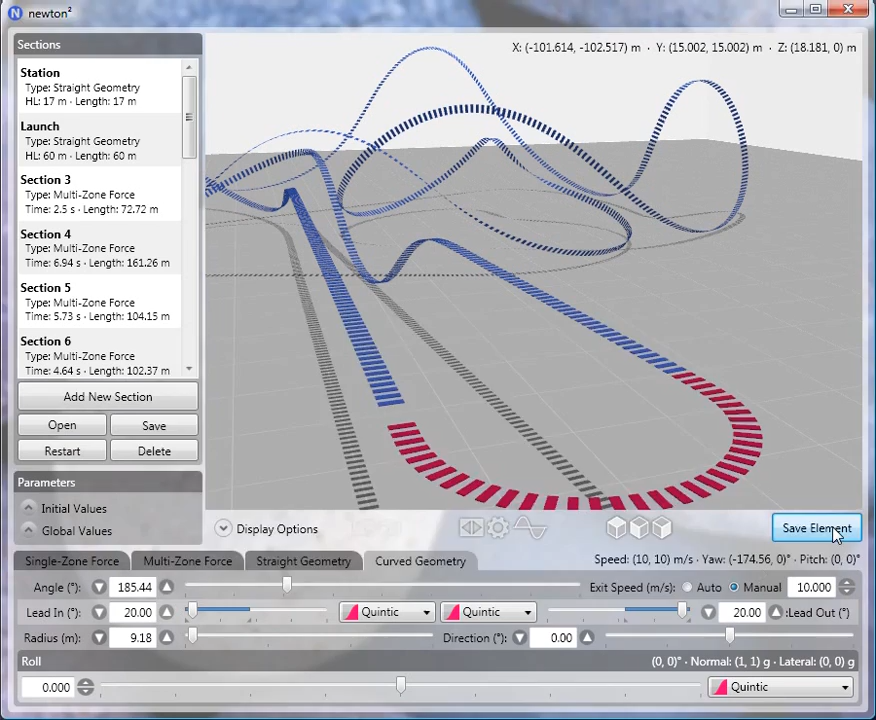 newton²
Sections
X: (-101.614, -102.517) m · Y: (15.002, 15.002) m · Z: (18.181, 0) m
Station
Type: Straight Geometry
HL: 17 m · Length: 17 m
Launch
Type: Straight Geometry
HL: 60 m · Length: 60 m
Section 3
Type: Multi-Zone Force
Time: 2.5 s · Length: 72.72 m
Section 4
Type: Multi-Zone Force
Time: 6.94 s · Length: 161.26 m
Section 5
Type: Multi-Zone Force
Time: 5.73 s · Length: 104.15 m
Section 6
Type: Multi-Zone Force
Time: 4.64 s · Length: 102.37 m
Add New Section
Open Save
Restart Delete
Parameters
Initial Values
Global Values
Display Options
Save Element
Single-Zone Force Multi-Zone Force Straight Geometry Curved Geometry Speed: (10, 10) m/s · Yaw: (-174.56, 0)° · Pitch: (0, 0)°
Angle (°): 185.44 Exit Speed (m/s): Auto Manual 10.000
Lead In (°): 20.00 Quintic Quintic 20.00 :Lead Out (°)
Radius (m): 9.18 Direction (°): 0.00
Roll (0, 0)° · Normal: (1, 1) g · Lateral: (0, 0) g
0.000 Quintic